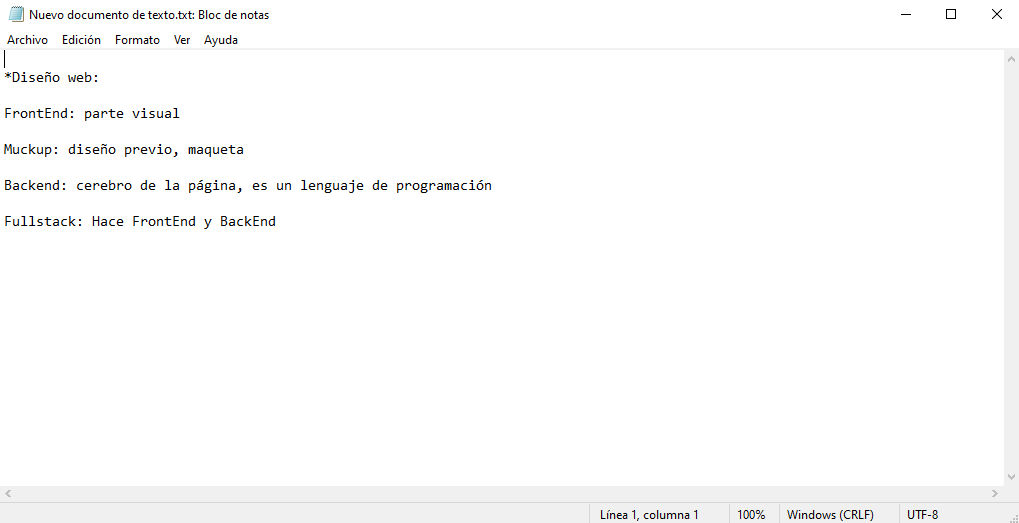 Nuevo documento de texto.txt: Bloc de notas
Archivo Edición Formato Ver Ayuda
*Diseño web:
FrontEnd: parte visual
Muckup: diseño previo, maqueta
Backend: cerebro de la página, es un lenguaje de programación
Fullstack: Hace FrontEnd y BackEnd
Línea 1, columna 1 100% Windows (CRLF) UTF-8